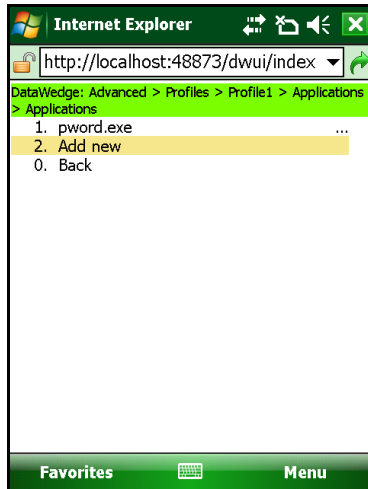 Internet Explorer
http://localhost:48873/dwui/index
DataWedge: Advanced > Profiles > Profile1 > Applications
> Applications
1. pword.exe ...
2. Add new
0. Back
Favorites Menu